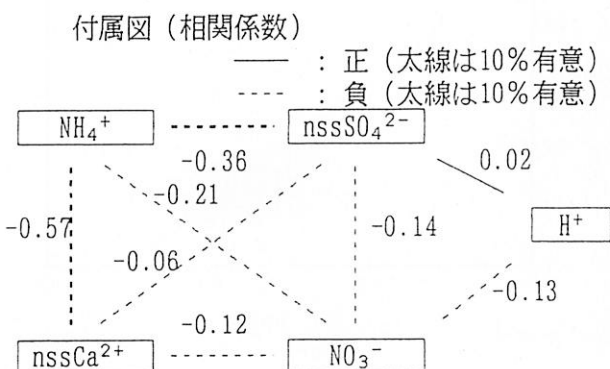 付属図（相関係数）
：正（太線は10％有意）
：負（太線は10％有意）
NH₄⁺
nssSO₄²⁻
-0.36
0.02
-0.21
-0.57
-0.14
H⁺
-0.06
-0.13
-0.12
nssCa²⁺
NO₃⁻